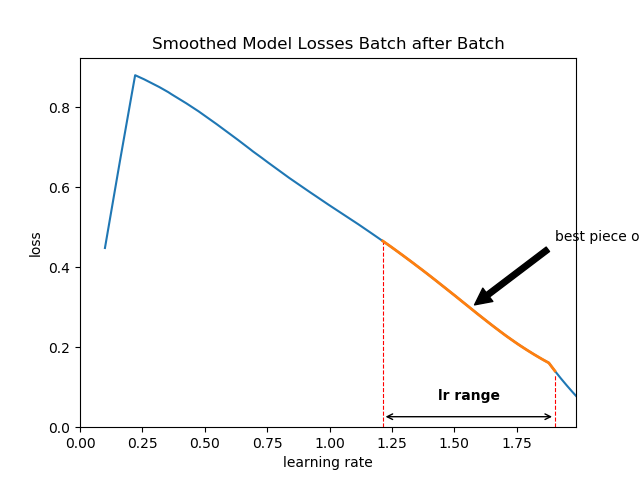 Smoothed Model Losses Batch after Batch
0.8
0.6
loss
best piece o
0.4
0.2
lr range
0.0
0.00 0.25 0.50 0.75 1.00 1.25 1.50 1.75
learning rate